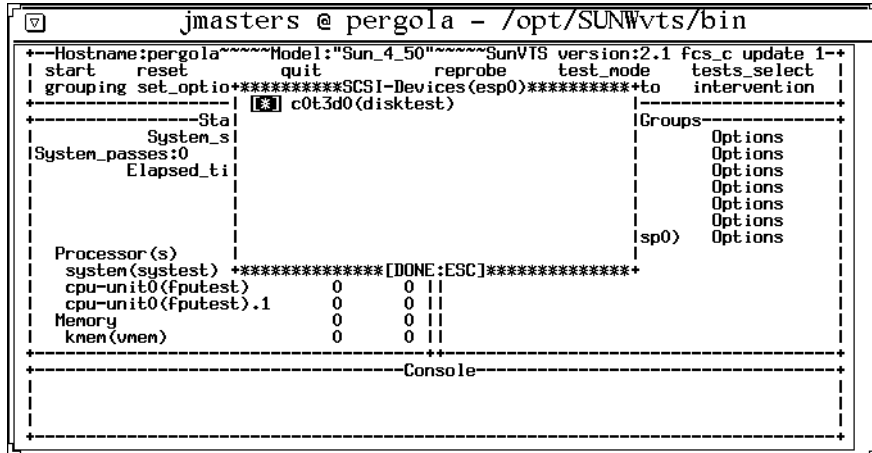 jmasters @ pergola - /opt/SUNWvts/bin
+--Hostname:pergola~~~~~Model:"Sun_4_50"~~~~~SunVTS version:2.1 fcs_c update 1-+
start reset quit reprobe test_mode tests_select
grouping set_optio+**********SCSI-Devices(esp0)**********+to intervention
[*] c0t3d0(disktest)
Sta Groups
System_s Options
System_passes:0 Options
Elapsed_ti Options
Options
Options
Options
sp0) Options
Processor(s)
system(systest) +**************[DONE:ESC]**************+
cpu-unit0(fputest) 0 0
cpu-unit0(fputest).1 0 0
Memory 0 0
kmem(vmem) 0 0
Console